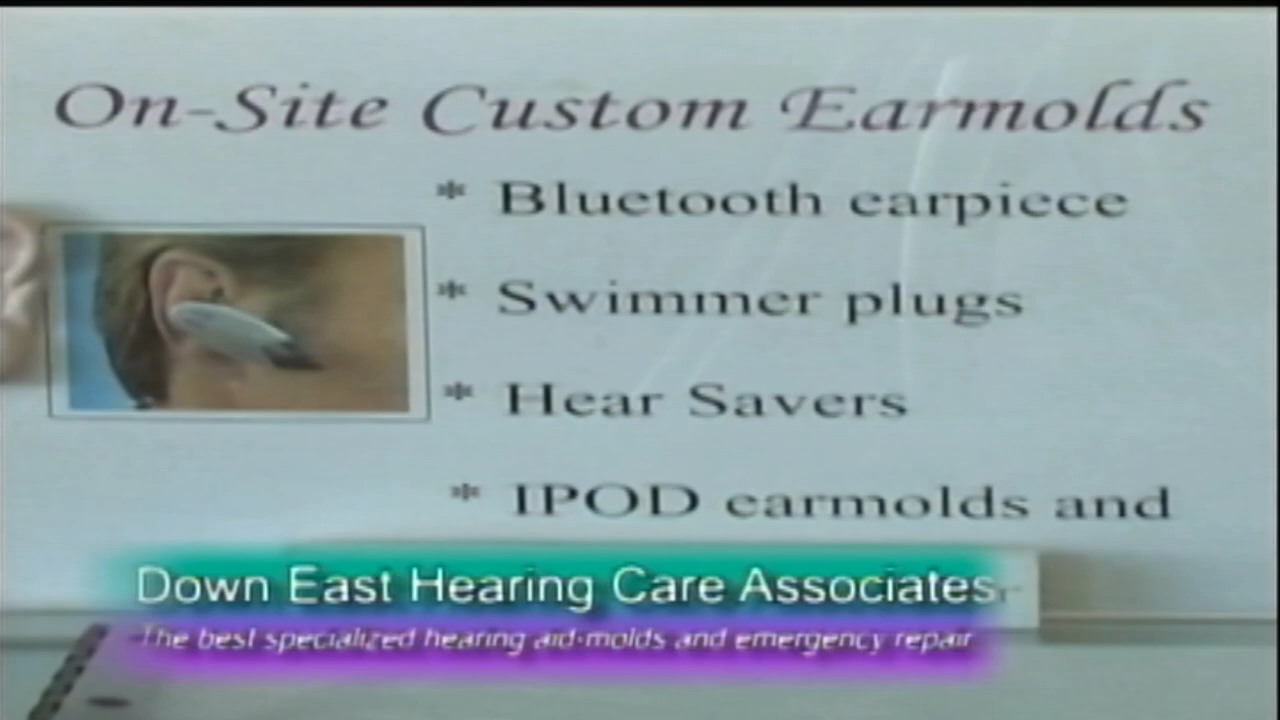 On-Site Custom Earmolds
* Bluetooth earpiece
* Swimmer plugs
* Hear Savers
* IPOD earmolds and
Down East Hearing Care Associates
The best specialized hearing aid-molds and emergency repair